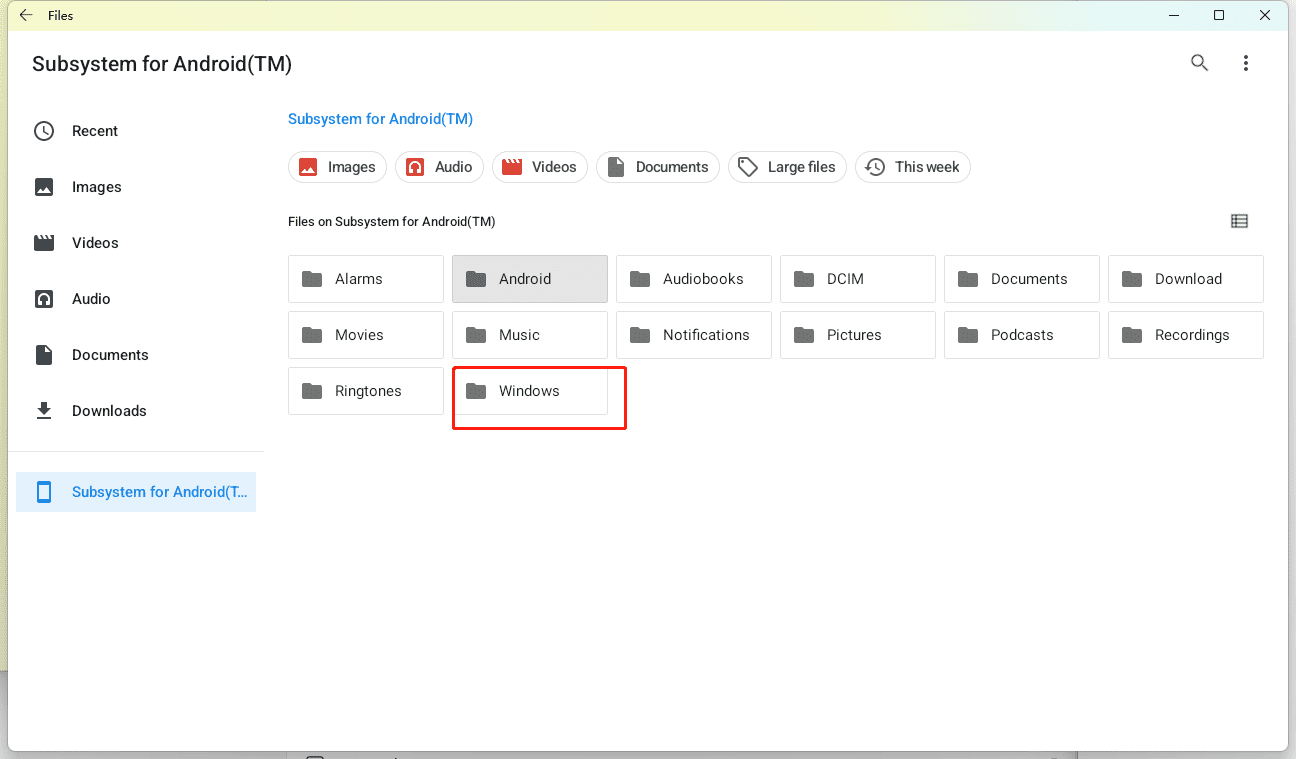 Files
Subsystem for Android(TM)
Recent
Images
Videos
Audio
Documents
Downloads
Subsystem for Android(T...
Subsystem for Android(TM)
Images Audio Videos Documents Large files This week
Files on Subsystem for Android(TM)
Alarms Android Audiobooks DCIM Documents Download
Movies Music Notifications Pictures Podcasts Recordings
Ringtones Windows